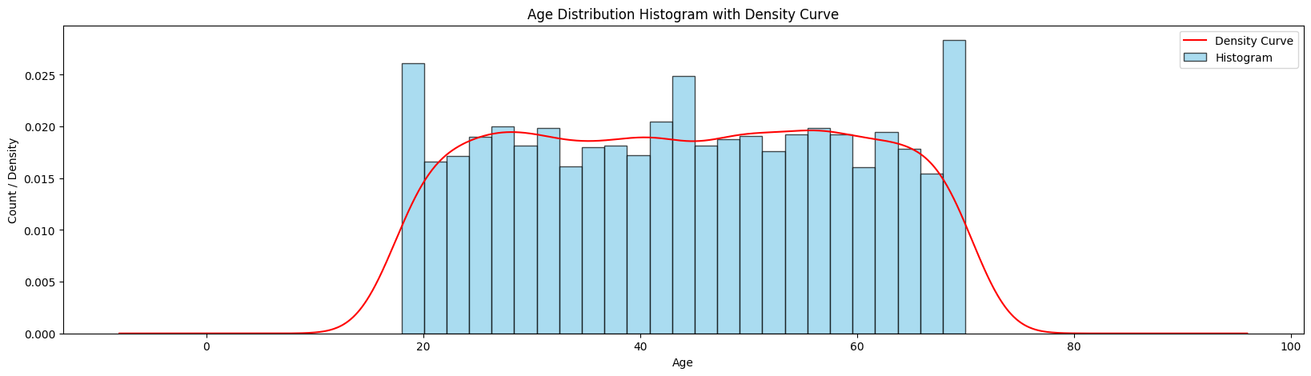 Age Distribution Histogram with Density Curve
Density Curve
Histogram
Count / Density
0.025
0.020
0.015
0.010
0.005
0.000
0 20 40 60 80 100
Age